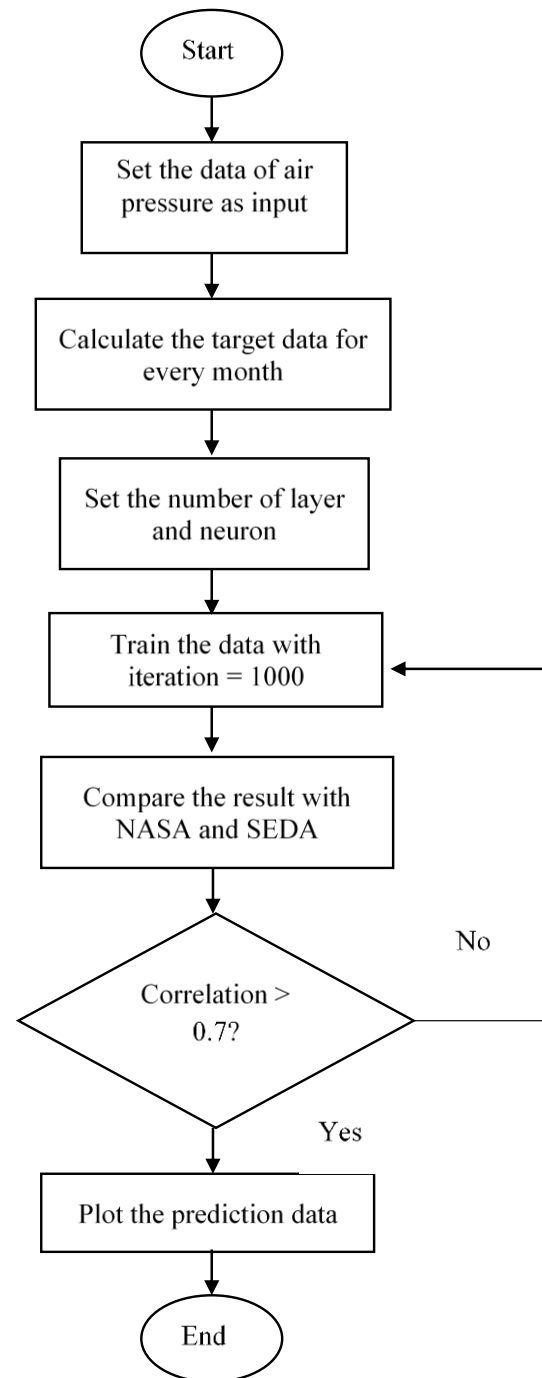 Start
Set the data of air
pressure as input
Calculate the target data for
every month
Set the number of layer
and neuron
Train the data with
iteration = 1000
Compare the result with
NASA and SEDA
No
Correlation >
0.7?
Yes
Plot the prediction data
End